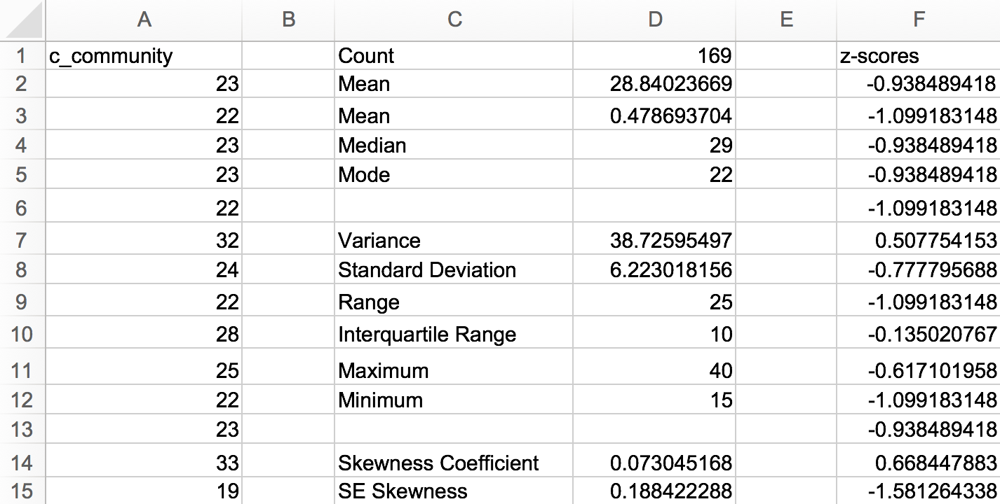 A B C D E F
1 c_community Count 169 z-scores
2 23 Mean 28.84023669 -0.938489418
3 22 Mean 0.478693704 -1.099183148
4 23 Median 29 -0.938489418
5 23 Mode 22 -0.938489418
6 22 -1.099183148
7 32 Variance 38.72595497 0.507754153
8 24 Standard Deviation 6.223018156 -0.777795688
9 22 Range 25 -1.099183148
10 28 Interquartile Range 10 -0.135020767
11 25 Maximum 40 -0.617101958
12 22 Minimum 15 -1.099183148
13 23 -0.938489418
14 33 Skewness Coefficient 0.073045168 0.668447883
15 19 SE Skewness 0.188422288 -1.581264338